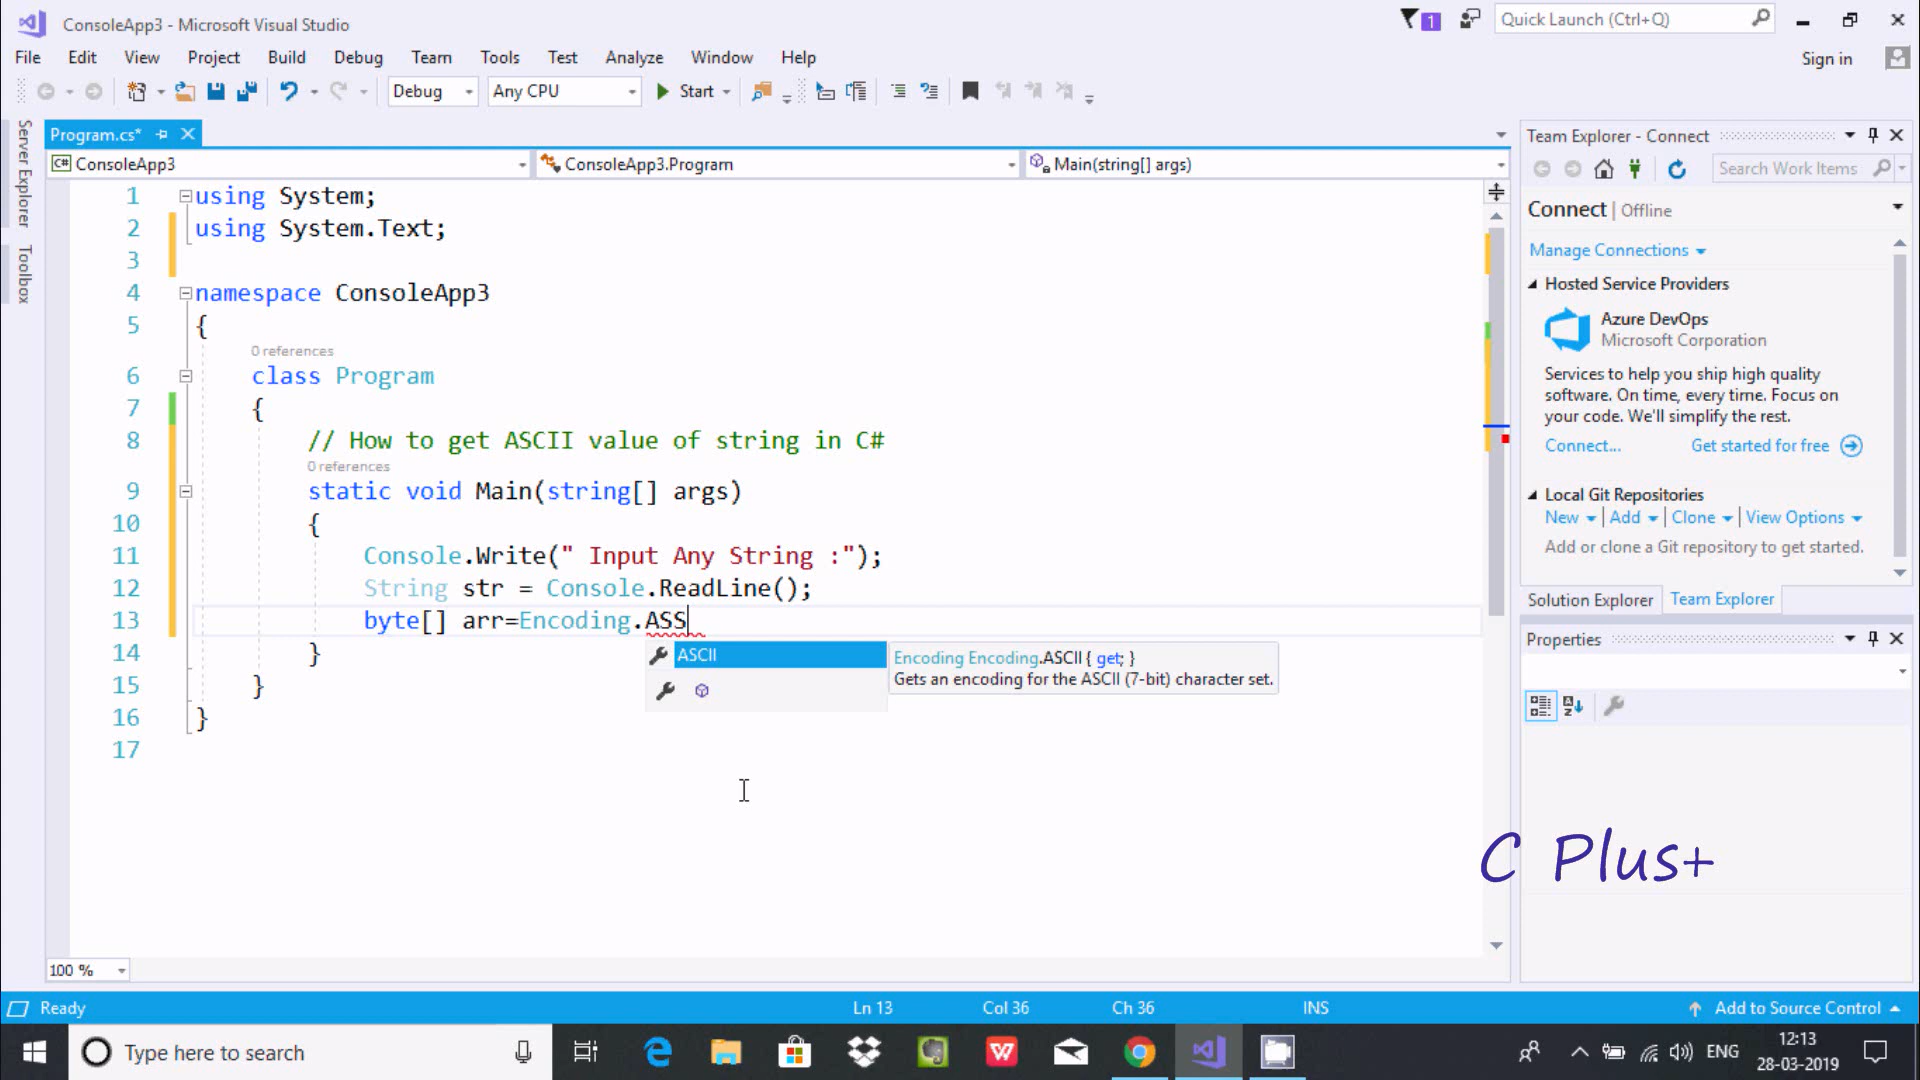 ConsoleApp3 - Microsoft Visual Studio
1
Quick Launch (Ctrl+Q)
File Edit View Project Build Debug Team Tools Test Analyze Window Help
Sign in
Debug Any CPU Start
Server Explorer
Toolbox
Program.cs*
ConsoleApp3 ConsoleApp3.Program Main(string[] args)
1 using System;
2 using System.Text;
3
4 namespace ConsoleApp3
5 {
0 references
6 class Program
7 {
8 // How to get ASCII value of string in C#
0 references
9 static void Main(string[] args)
10 {
11 Console.Write(" Input Any String :");
12 String str = Console.ReadLine();
13 byte[] arr=Encoding.ASS
14 }
15 }
16 }
17
ASCII
Encoding Encoding.ASCII { get; }
Gets an encoding for the ASCII (7-bit) character set.
100 %
Team Explorer - Connect
Search Work Items
Connect | Offline
Manage Connections
Hosted Service Providers
Azure DevOps
Microsoft Corporation
Services to help you ship high quality
software. On time, every time. Focus on
your code. We'll simplify the rest.
Connect... Get started for free
Local Git Repositories
New | Add | Clone | View Options
Add or clone a Git repository to get started.
Solution Explorer Team Explorer
Properties
C Plus+
Ready Ln 13 Col 36 Ch 36 INS Add to Source Control
Type here to search
ENG
12:13
28-03-2019